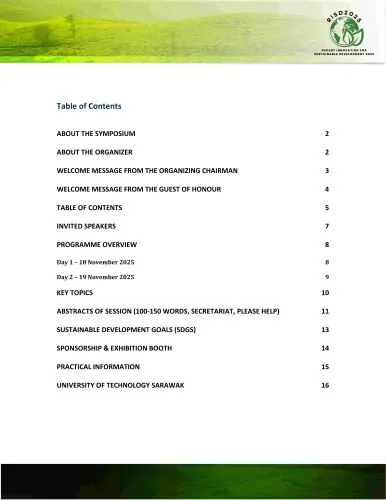 RISD2025
RECENT INNOVATION FOR
SUSTAINABLE DEVELOPMENT 2025
Table of Contents
ABOUT THE SYMPOSIUM 2
ABOUT THE ORGANIZER 2
WELCOME MESSAGE FROM THE ORGANIZING CHAIRMAN 3
WELCOME MESSAGE FROM THE GUEST OF HONOUR 4
TABLE OF CONTENTS 5
INVITED SPEAKERS 7
PROGRAMME OVERVIEW 8
Day 1 – 18 November 2025 8
Day 2 – 19 November 2025 9
KEY TOPICS 10
ABSTRACTS OF SESSION (100-150 WORDS, SECRETARIAT, PLEASE HELP) 11
SUSTAINABLE DEVELOPMENT GOALS (SDGS) 13
SPONSORSHIP & EXHIBITION BOOTH 14
PRACTICAL INFORMATION 15
UNIVERSITY OF TECHNOLOGY SARAWAK 16